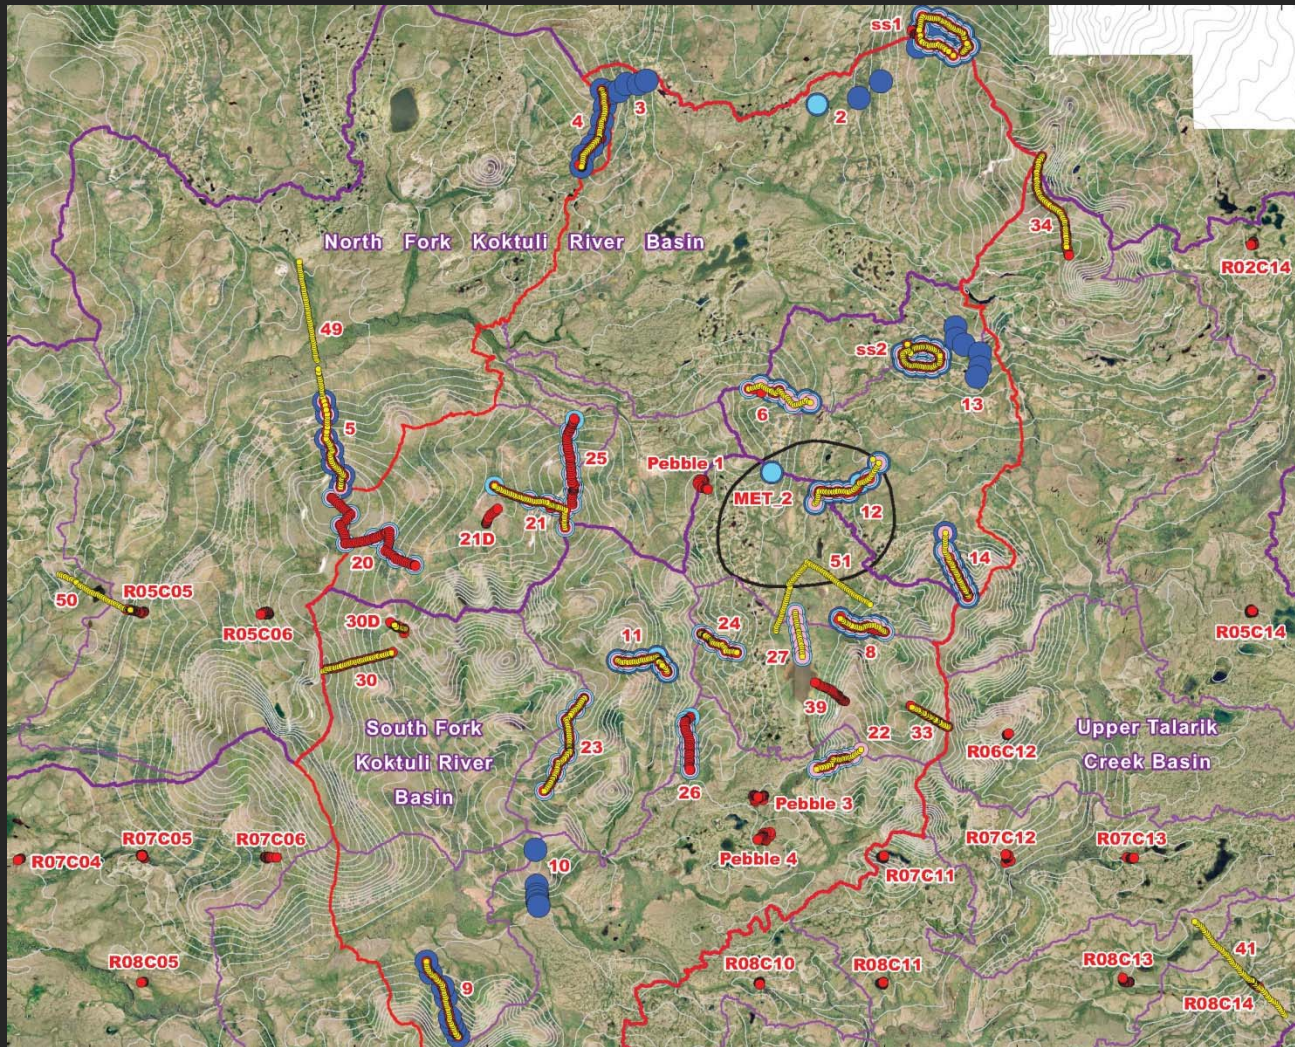 ss1
3
4
2
34
North Fork Koktuli River Basin
R02C14
49
ss2
13
6
5
25
Pebble 1
MET_2
12
21
21D
20
51
14
50
R05C05
R05C06
30D
24
11
27
8
R05C14
30
39
22
33
South Fork
Koktuli River
Basin
23
26
R06C12
Upper Talarik
Creek Basin
Pebble 3
Pebble 4
R07C04
R07C05
R07C06
10
R07C11
R07C12
R07C13
R08C05
9
R08C10
R08C11
R08C13
41
R08C14